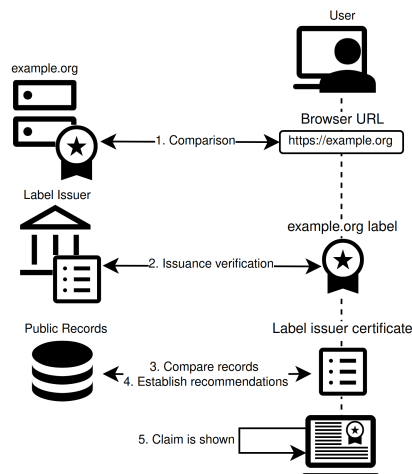 User
example.org
Browser URL
1. Comparison
https://example.org
Label Issuer
example.org label
2. Issuance verification
Public Records
Label issuer certificate
3. Compare records
4. Establish recommendations
5. Claim is shown